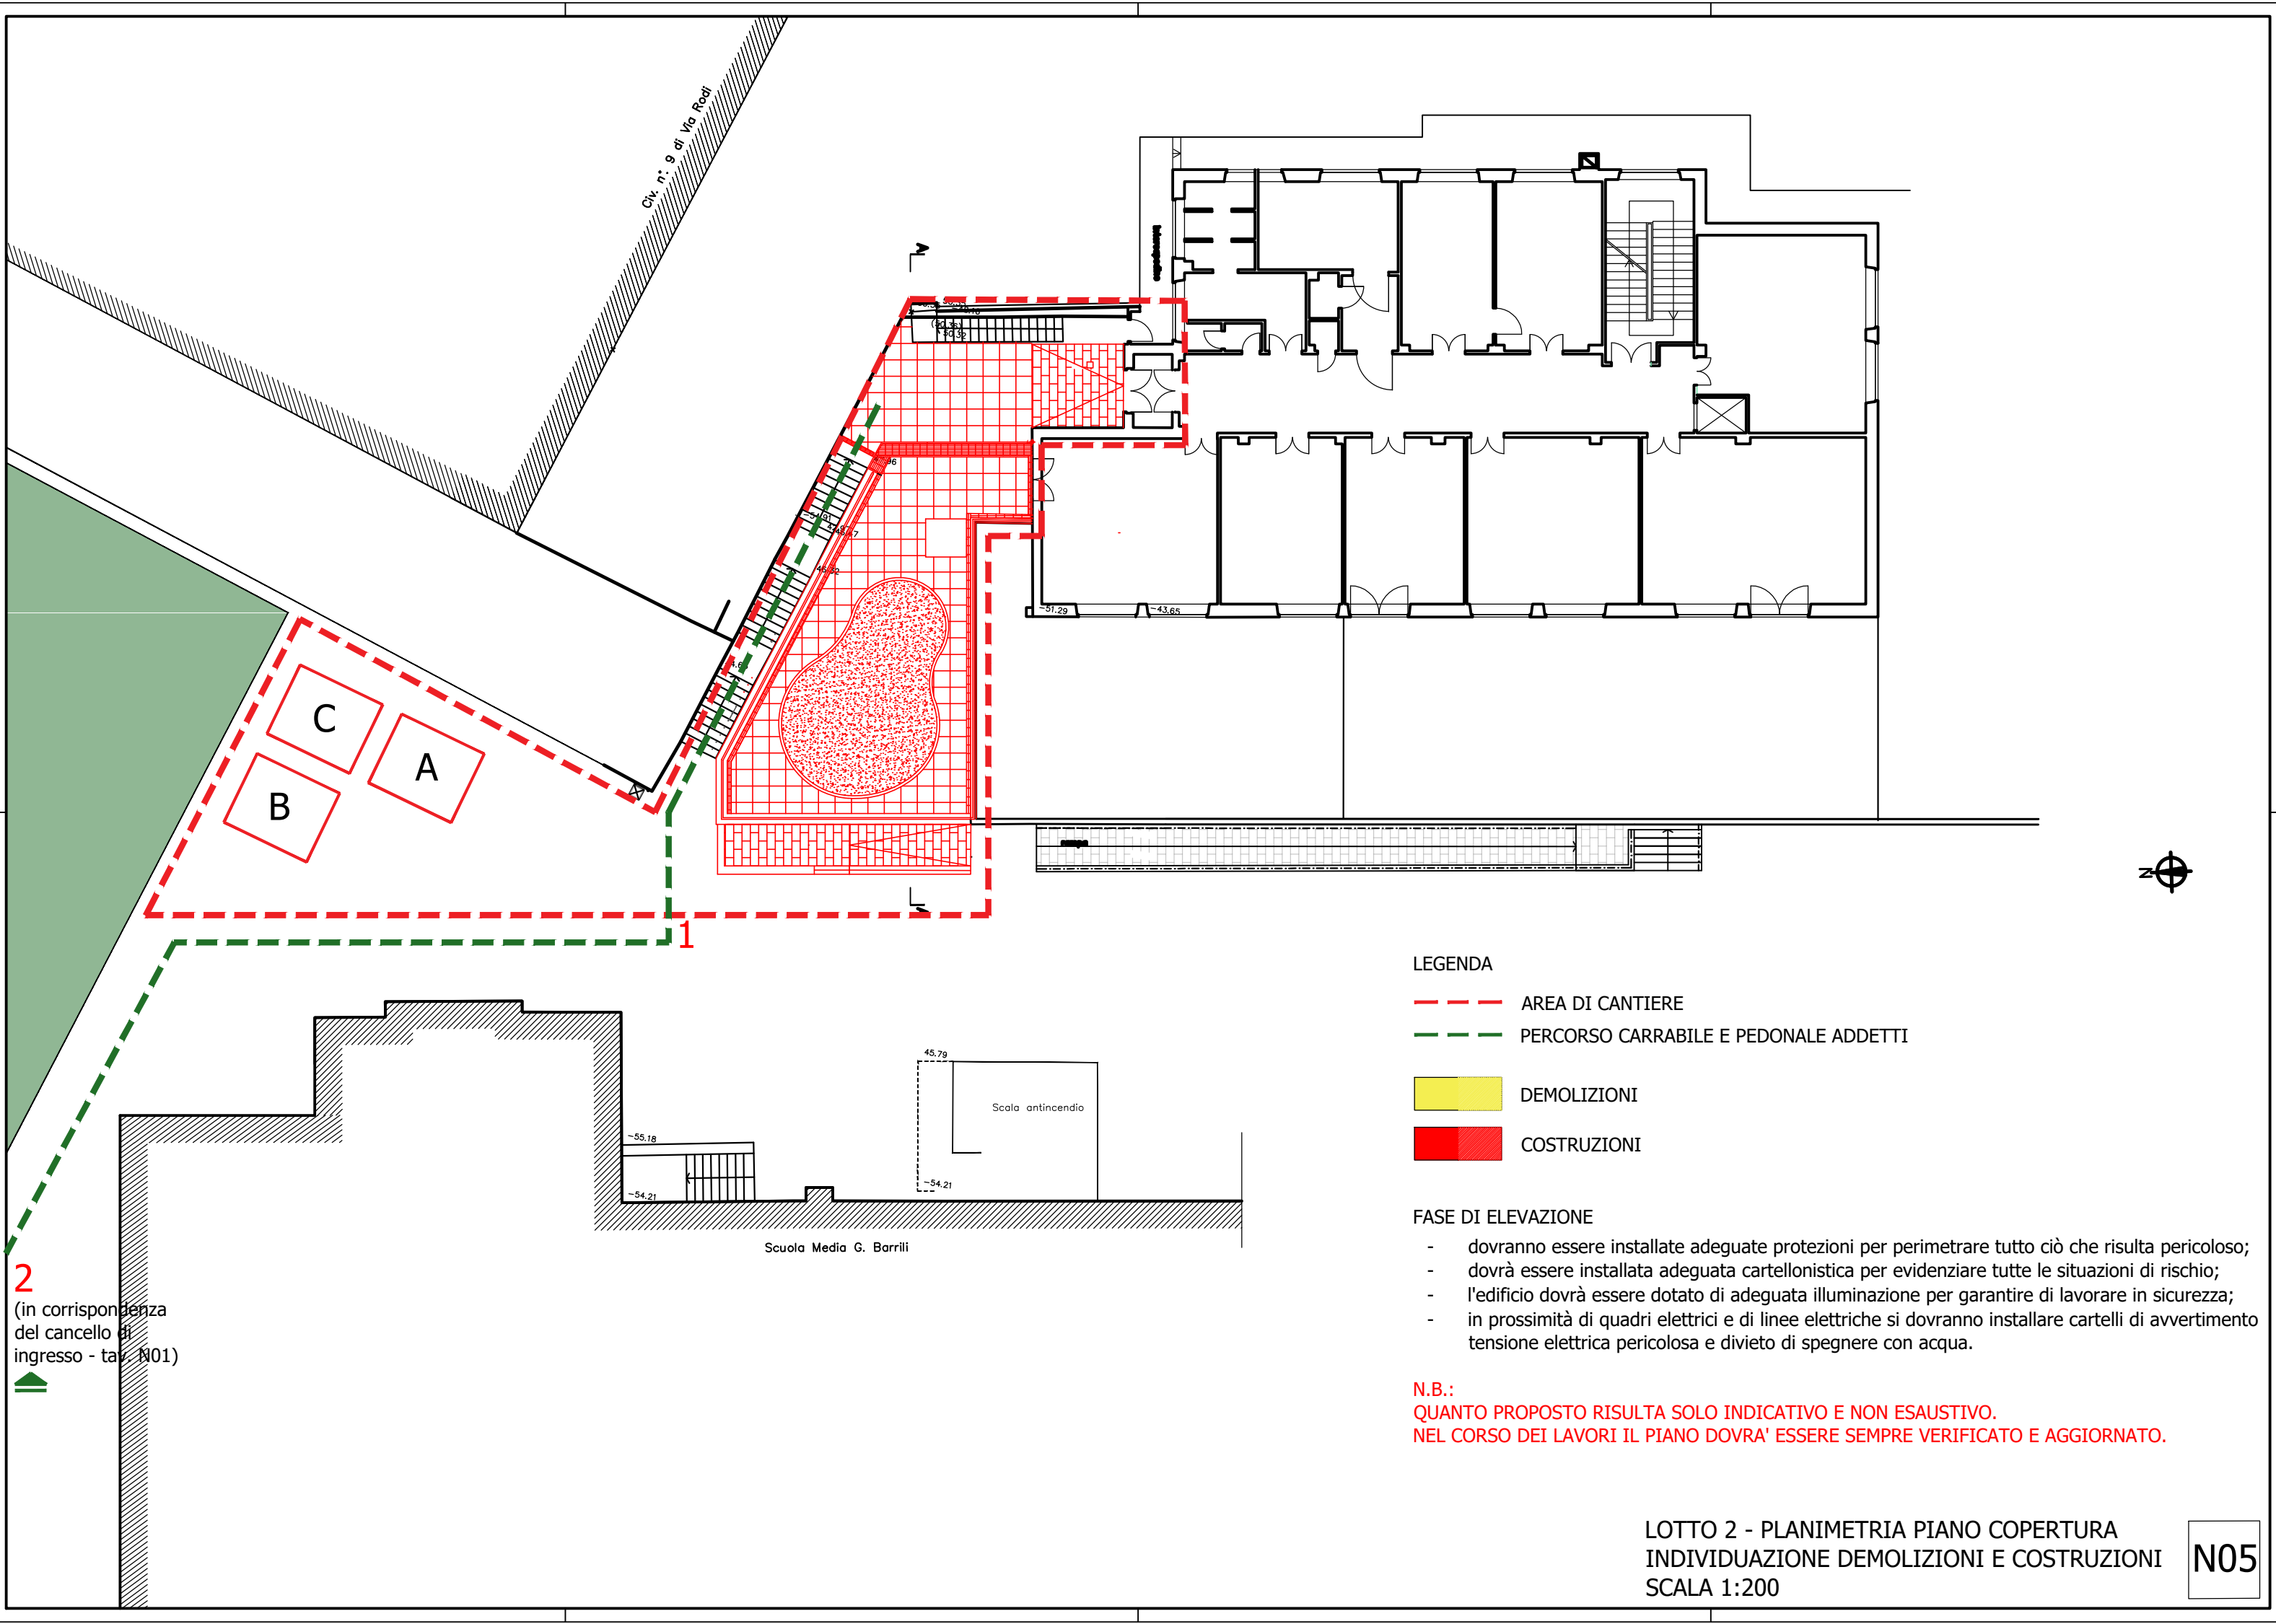 Civ. n°. 9 di Via Rodi
A
(50.38)
50.32
46.32
-51.29
-43.65
C
A
B
1
LEGENDA
AREA DI CANTIERE
PERCORSO CARRABILE E PEDONALE ADDETTI
DEMOLIZIONI
COSTRUZIONI
N
45.79
Scala antincendio
-54.21
-55.18
-54.21
Scuola Media G. Barrili
2
(in corrispondenza
del cancello di
ingresso - tav. N01)
FASE DI ELEVAZIONE
- dovranno essere installate adeguate protezioni per perimetrare tutto ciò che risulta pericoloso;
- dovrà essere installata adeguata cartellonistica per evidenziare tutte le situazioni di rischio;
- l'edificio dovrà essere dotato di adeguata illuminazione per garantire di lavorare in sicurezza;
- in prossimità di quadri elettrici e di linee elettriche si dovranno installare cartelli di avvertimento
tensione elettrica pericolosa e divieto di spegnere con acqua.
N.B.:
QUANTO PROPOSTO RISULTA SOLO INDICATIVO E NON ESAUSTIVO.
NEL CORSO DEI LAVORI IL PIANO DOVRA' ESSERE SEMPRE VERIFICATO E AGGIORNATO.
LOTTO 2 - PLANIMETRIA PIANO COPERTURA
INDIVIDUAZIONE DEMOLIZIONI E COSTRUZIONI
SCALA 1:200
N05